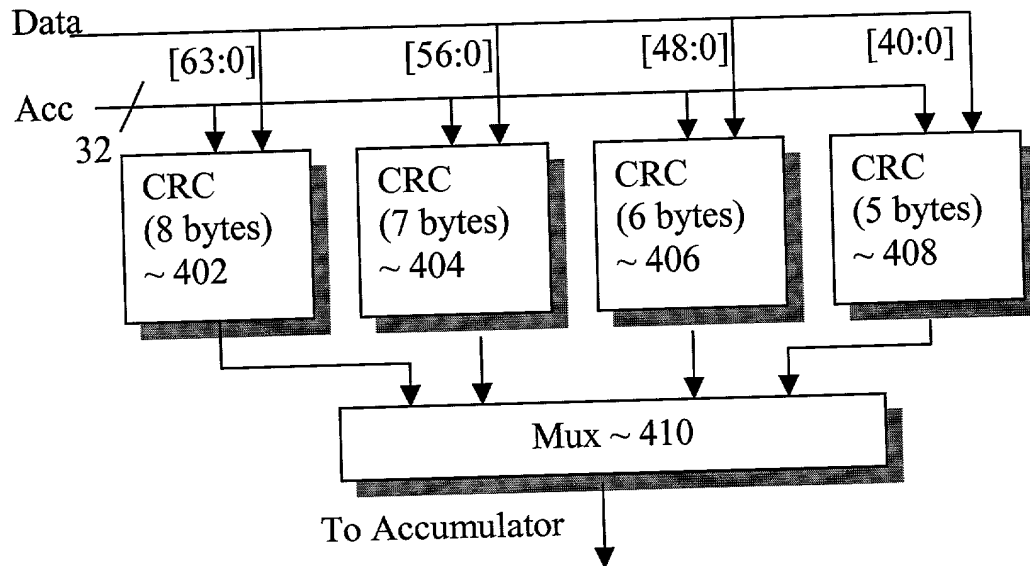 Data
[63:0] [56:0] [48:0] [40:0]
Acc
32
CRC
(8 bytes)
~ 402
CRC
(7 bytes)
~ 404
CRC
(6 bytes)
~ 406
CRC
(5 bytes)
~ 408
Mux ~ 410
To Accumulator